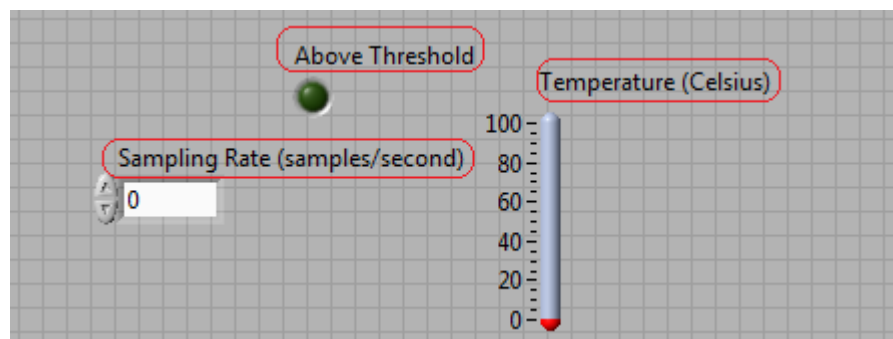 Above Threshold
Temperature (Celsius)
Sampling Rate (samples/second)
0
100
80
60
40
20
0